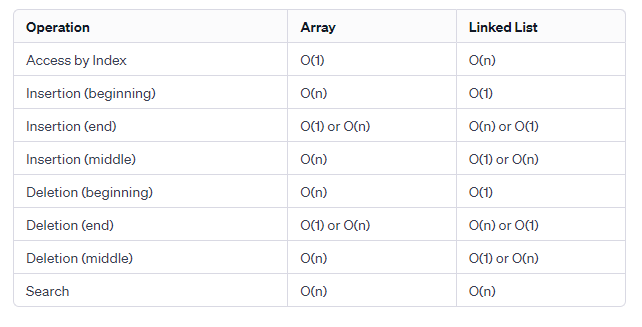 Operation Array Linked List
Access by Index O(1) O(n)
Insertion (beginning) O(n) O(1)
Insertion (end) O(1) or O(n) O(n) or O(1)
Insertion (middle) O(n) O(1) or O(n)
Deletion (beginning) O(n) O(1)
Deletion (end) O(1) or O(n) O(n) or O(1)
Deletion (middle) O(n) O(1) or O(n)
Search O(n) O(n)